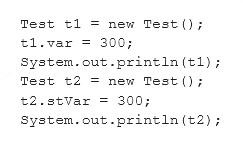 Test t1 = new Test();
t1.var = 300;
System.out.println(t1);
Test t2 = new Test();
t2.stVar = 300;
System.out.println(t2);